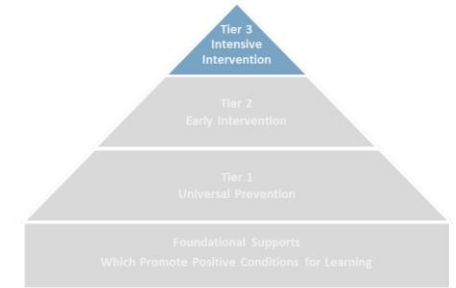 Tier 3
Intensive
Intervention
Tier 2
Early Intervention
Tier 1
Universal Prevention
Foundational Supports
Which Promote Positive Conditions for Learning